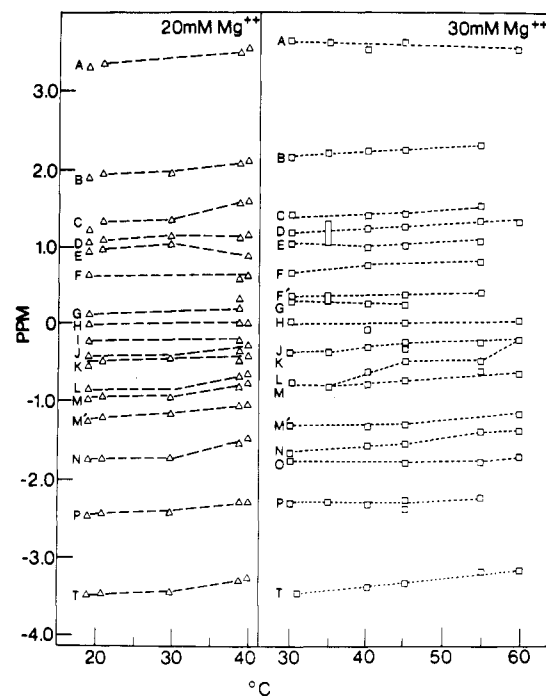 20mM Mg++ 30mM Mg++
A A
3.0
B B
2.0
C C
D D
E E
1.0
F F
F'
G G
H H
0
I H
J J
K K
L L
M M
-1.0
M' M'
N N
O
-2.0
P P
-3.0
T T
-4.0
20 30 40 30 40 50 60
°C
PPM